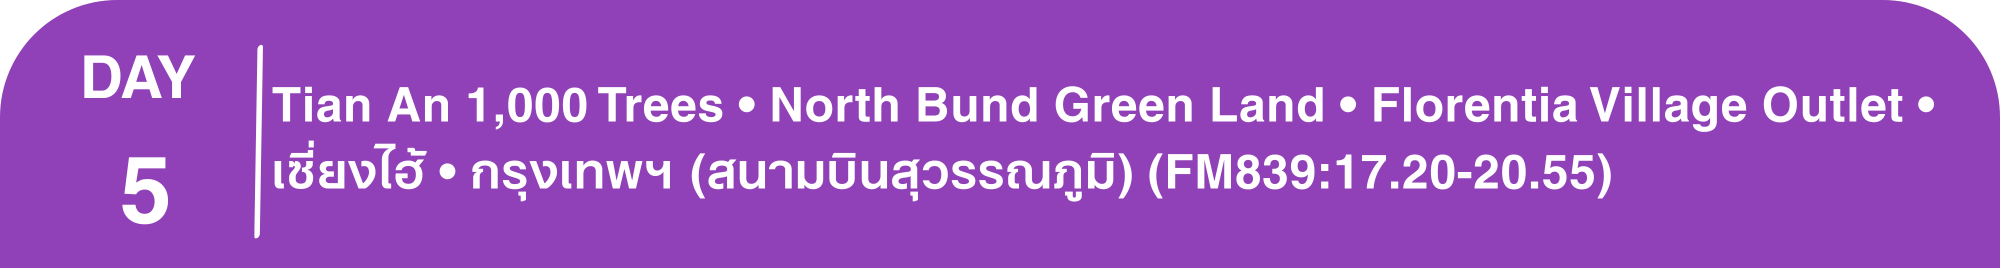 DAY
5
Tian An 1,000 Trees • North Bund Green Land • Florentia Village Outlet •
เซี่ยงไฮ้ • กรุงเทพฯ (สนามบินสุวรรณภูมิ) (FM839:17.20-20.55)